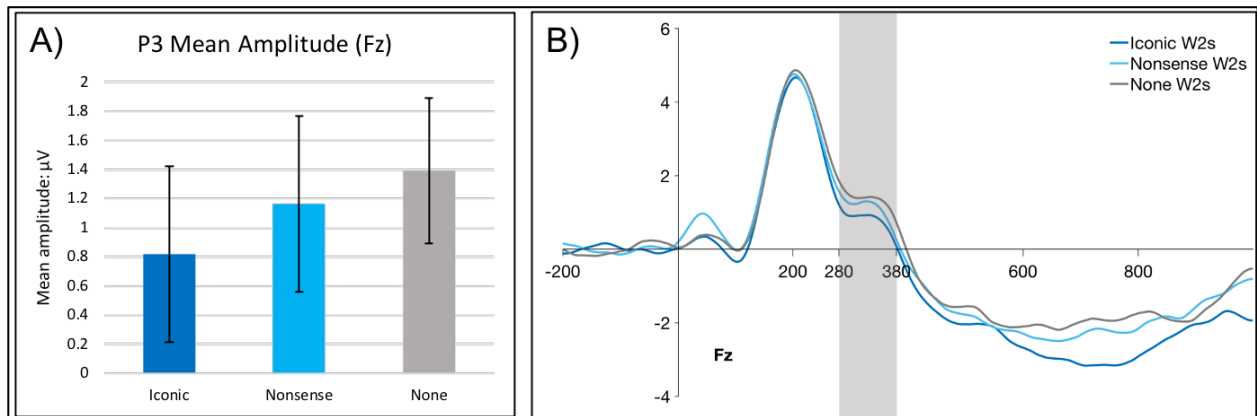 A)
P3 Mean Amplitude (Fz)
Mean amplitude: µV
2
1.8
1.6
1.4
1.2
1
0.8
0.6
0.4
0.2
0
Iconic Nonsense None
B)
6
4
2
-2
-4
-200 200 280 380 600 800
Iconic W2s
Nonsense W2s
None W2s
Fz